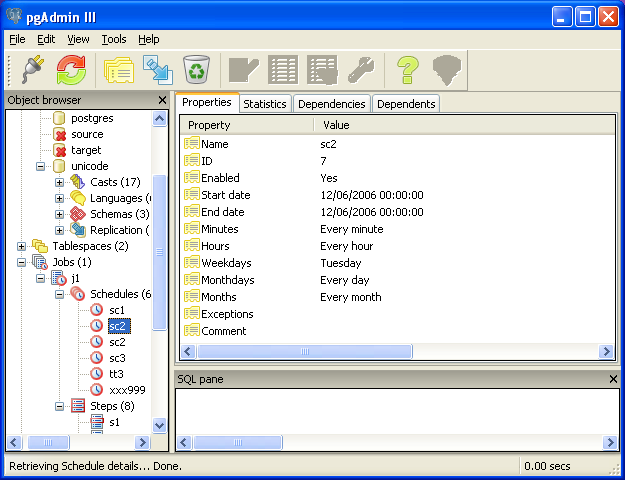 pgAdmin III
File Edit View Tools Help
Object browser
postgres
source
target
unicode
Casts (17)
Languages (
Schemas (3)
Replication (
Tablespaces (2)
Jobs (1)
j1
Schedules (6
sc1
sc2
sc2
sc3
tt3
xxx999
Steps (8)
s1
Properties Statistics Dependencies Dependents
Property Value
Name sc2
ID 7
Enabled Yes
Start date 12/06/2006 00:00:00
End date 12/06/2006 00:00:00
Minutes Every minute
Hours Every hour
Weekdays Tuesday
Monthdays Every day
Months Every month
Exceptions
Comment
SQL pane
Retrieving Schedule details... Done. 0.00 secs